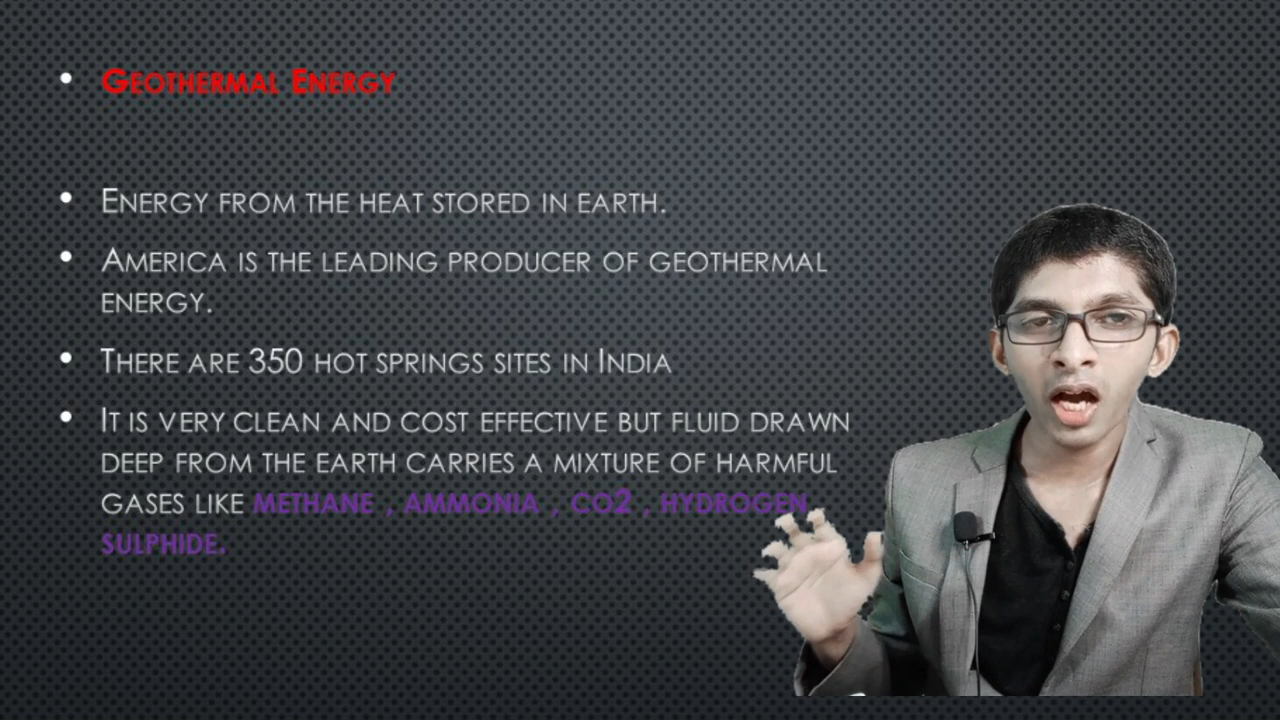 • Geothermal Energy
• Energy from the heat stored in earth.
• America is the leading producer of geothermal
energy.
• There are 350 hot springs sites in India
• It is very clean and cost effective but fluid drawn
deep from the earth carries a mixture of harmful
gases like methane , ammonia , co2 , hydrogen
sulphide.